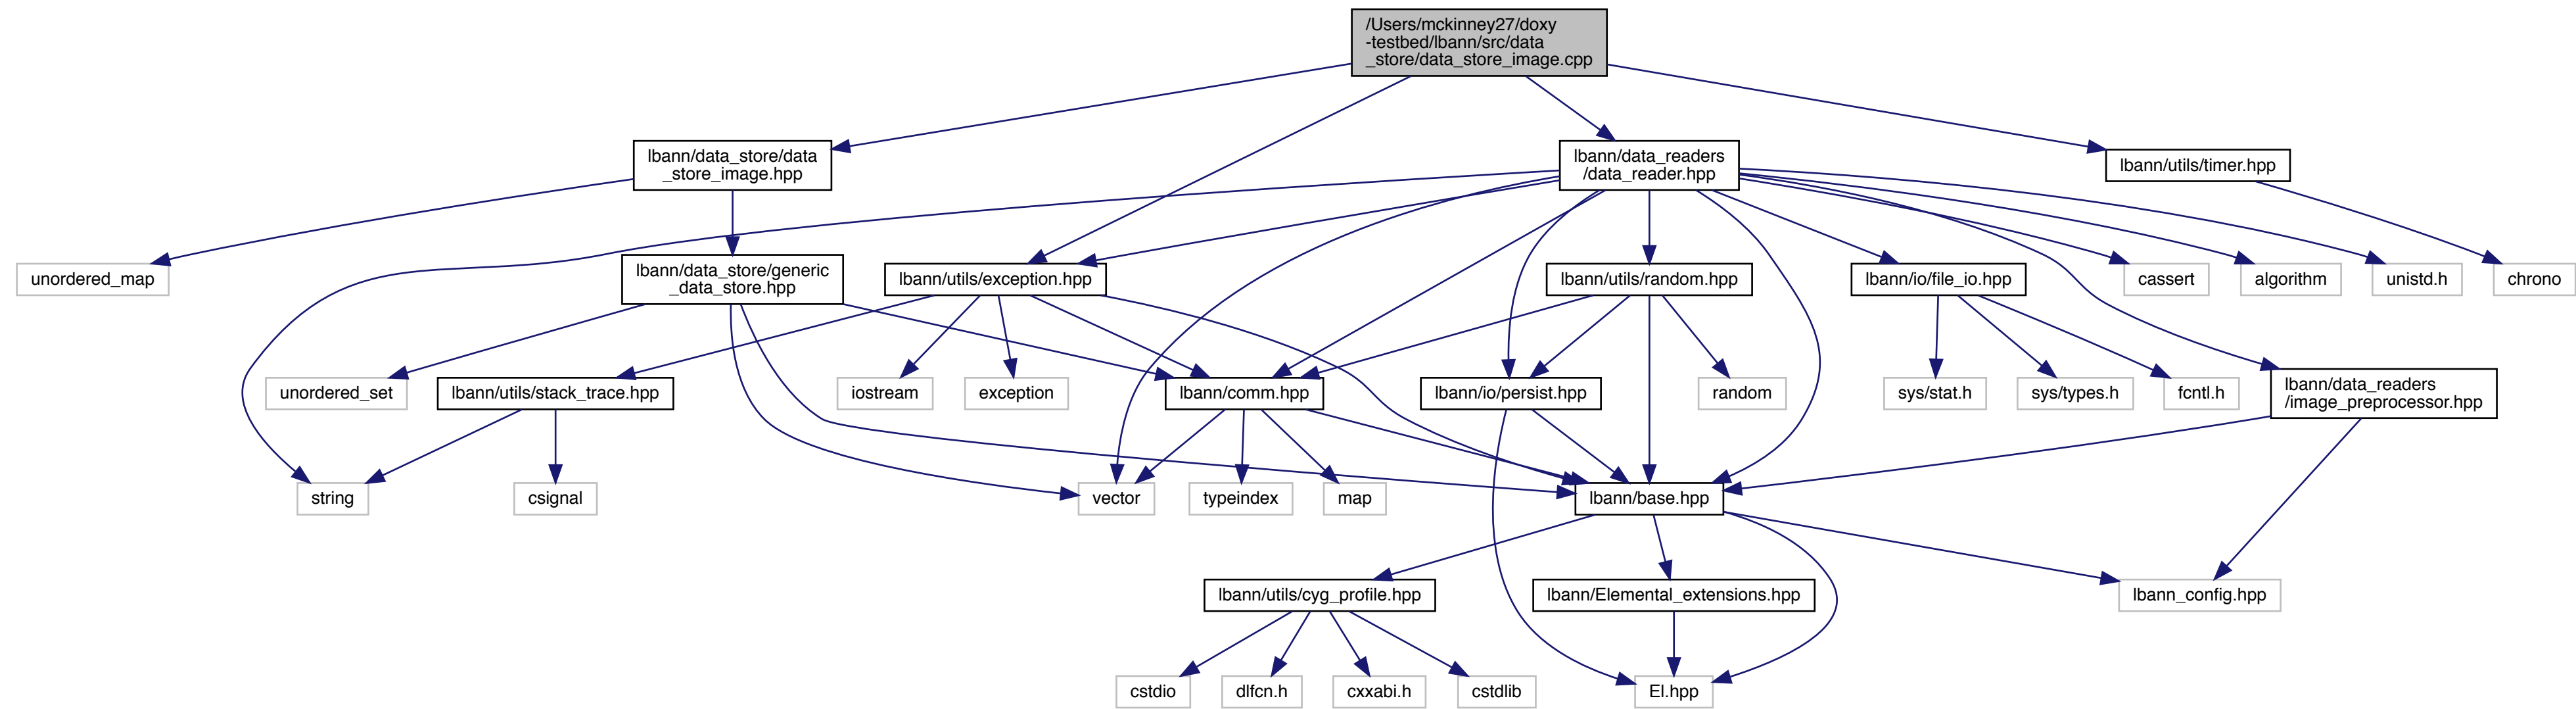 /Users/mckinney27/doxy
-testbed/lbann/src/data
_store/data_store_image.cpp
lbann/data_store/data
_store_image.hpp
lbann/data_readers
/data_reader.hpp
lbann/utils/timer.hpp
unordered_map
lbann/data_store/generic
_data_store.hpp
lbann/utils/exception.hpp
lbann/utils/random.hpp
lbann/io/file_io.hpp
cassert
algorithm
unistd.h
chrono
unordered_set
lbann/utils/stack_trace.hpp
iostream
exception
lbann/comm.hpp
lbann/io/persist.hpp
random
sys/stat.h
sys/types.h
fcntl.h
lbann/data_readers
/image_preprocessor.hpp
string
csignal
vector
typeindex
map
lbann/base.hpp
lbann/utils/cyg_profile.hpp
lbann/Elemental_extensions.hpp
lbann_config.hpp
cstdio
dlfcn.h
cxxabi.h
cstdlib
El.hpp